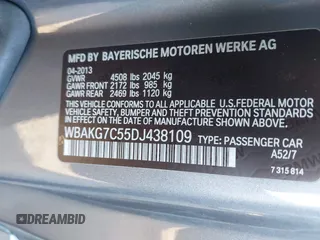 MFD BY BAYERISCHE MOTOREN WERKE AG
04-2013
GVWR 4508 lbs 2045 kg
GAWR FRONT 2172 lbs 985 kg
GAWR REAR 2469 lbs 1120 kg
THIS VEHICLE CONFORMS TO ALL APPLICABLE FEDERAL
MOTOR VEHICLE SAFETY, BUMPER, AND THEFT PREVENTION
STANDARDS IN EFFECT ON THE DATE OF
MANUFACTURE SHOWN ABOVE.
WBAKG7C55DJ438109 TYPE: PASSENGER CAR
A52/7
7 315 814
DREAMBID